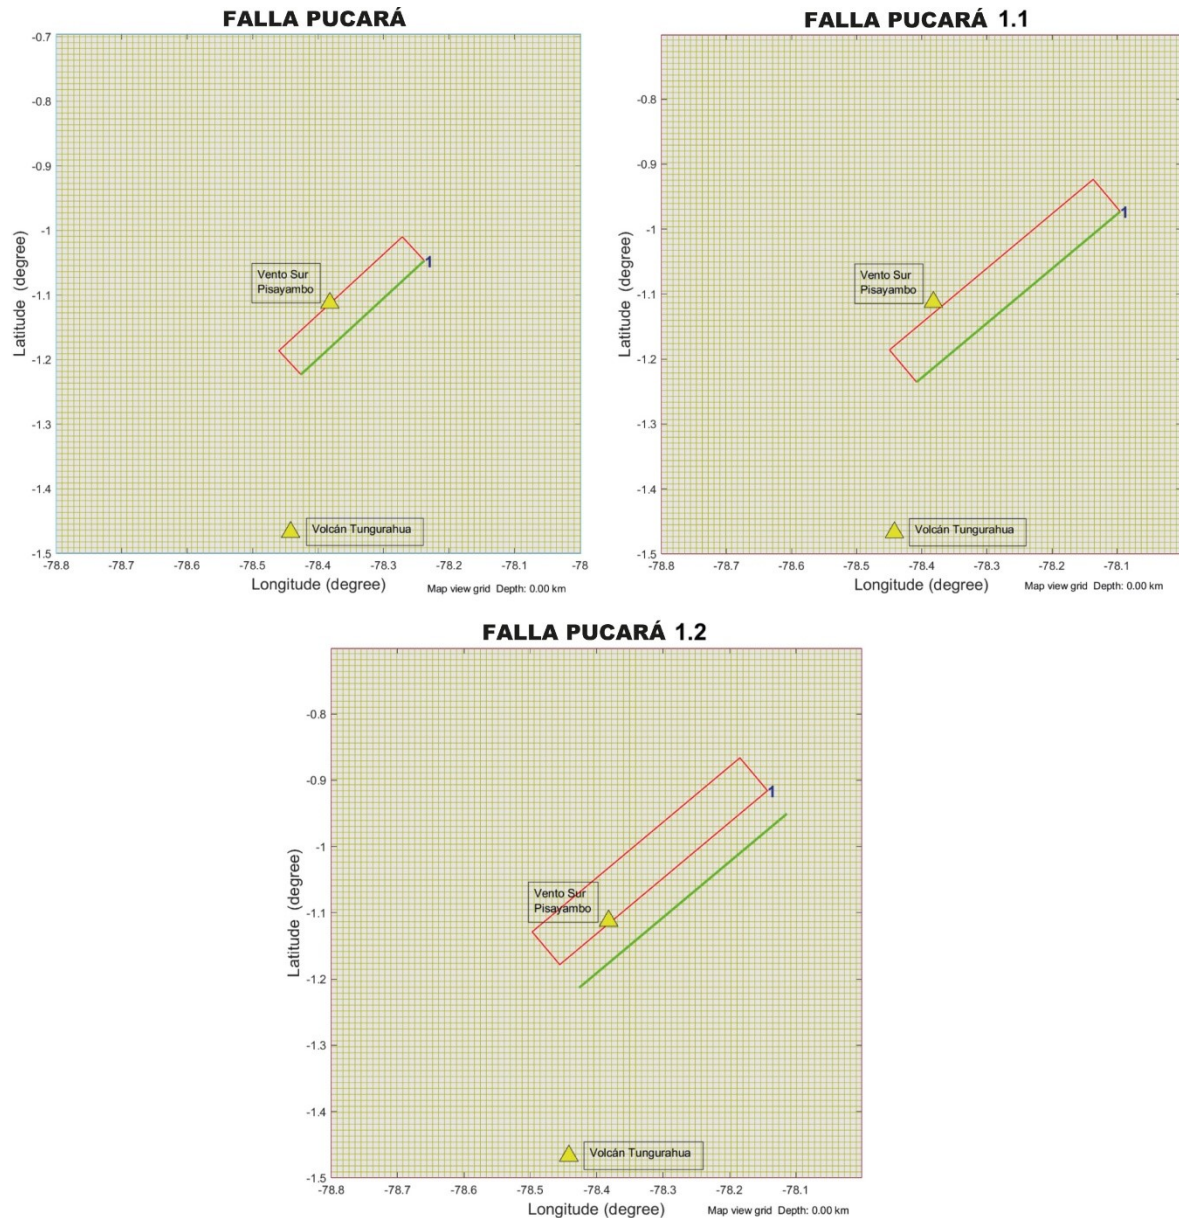 FALLA PUCARÁ
-0.7
-0.8
-0.9
-1
-1.1
-1.2
-1.3
-1.4
-1.5
Latitude (degree)
1
Vento Sur
Pisayambo
Volcán Tungurahua
-78.8
-78.7
-78.6
-78.5
-78.4
-78.3
-78.2
-78.1
-78
Longitude (degree)
Map view grid Depth: 0.00 km
FALLA PUCARÁ 1.1
-0.8
-0.9
-1
-1.1
-1.2
-1.3
-1.4
-1.5
Latitude (degree)
1
Vento Sur
Pisayambo
Volcán Tungurahua
-78.8
-78.7
-78.6
-78.5
-78.4
-78.3
-78.2
-78.1
Longitude (degree)
Map view grid Depth: 0.00 km
FALLA PUCARÁ 1.2
-0.8
-0.9
-1
-1.1
-1.2
-1.3
-1.4
-1.5
Latitude (degree)
1
Vento Sur
Pisayambo
Volcán Tungurahua
-78.8
-78.7
-78.6
-78.5
-78.4
-78.3
-78.2
-78.1
Longitude (degree)
Map view grid Depth: 0.00 km